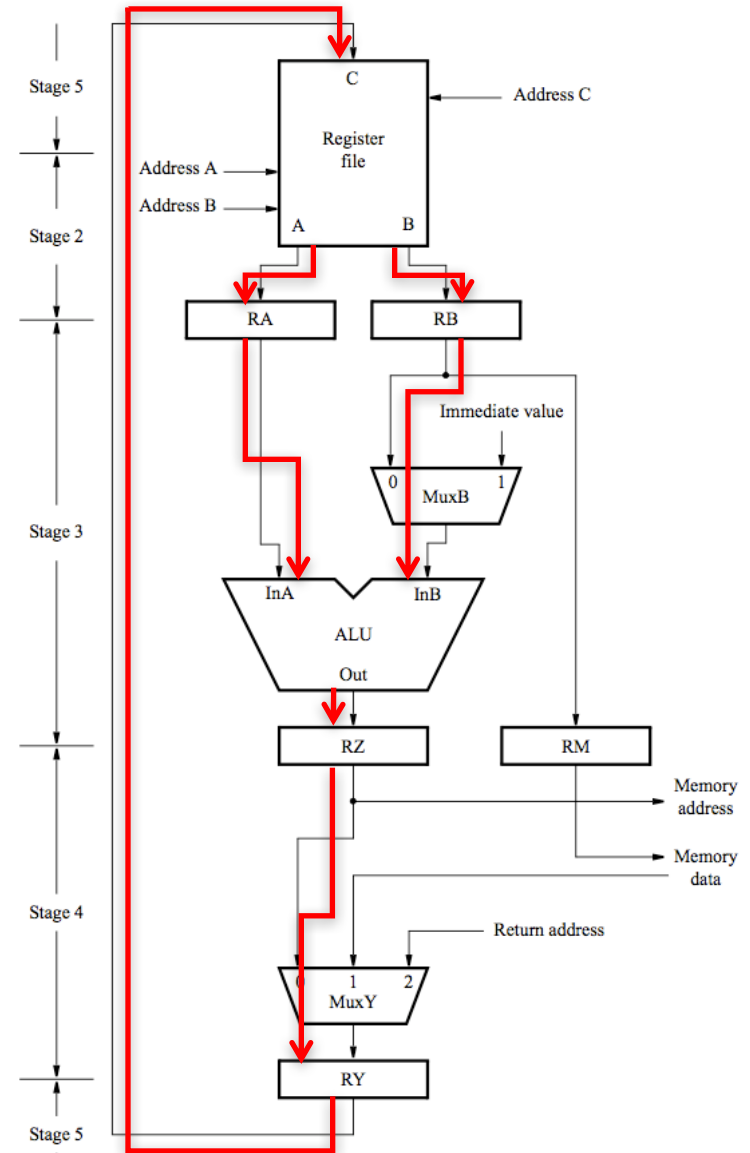 Stage 5
C
Address C
Register
file
Address A
Address B
A
B
Stage 2
RA
RB
Immediate value
0
1
MuxB
Stage 3
InA
InB
ALU
Out
RZ
RM
Memory
address
Memory
data
Stage 4
Return address
0
1
2
MuxY
RY
Stage 5